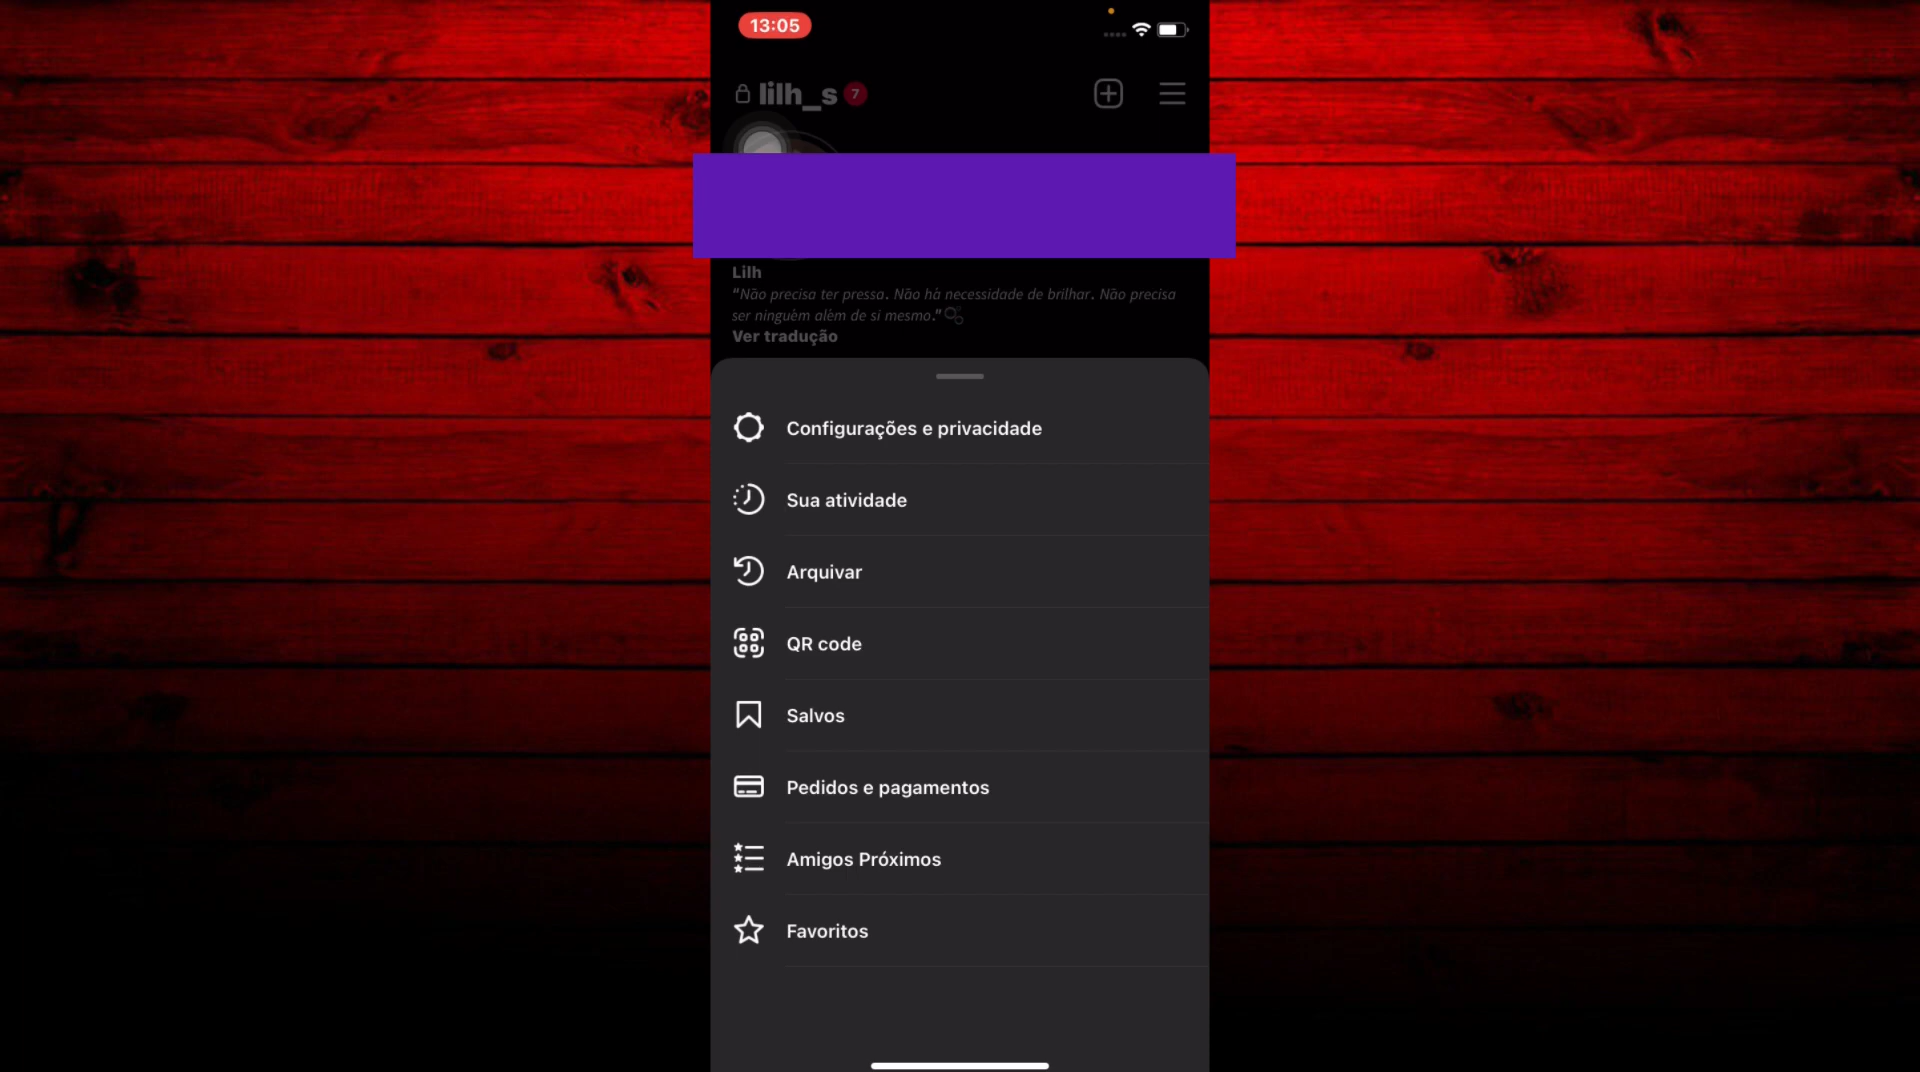 13:05
lilh_s 7
Lilh
"Não precisa ter pressa. Não há necessidade de brilhar. Não precisa
ser ninguém além de si mesmo."
Ver tradução
Configurações e privacidade
Sua atividade
Arquivar
QR code
Salvos
Pedidos e pagamentos
Amigos Próximos
Favoritos